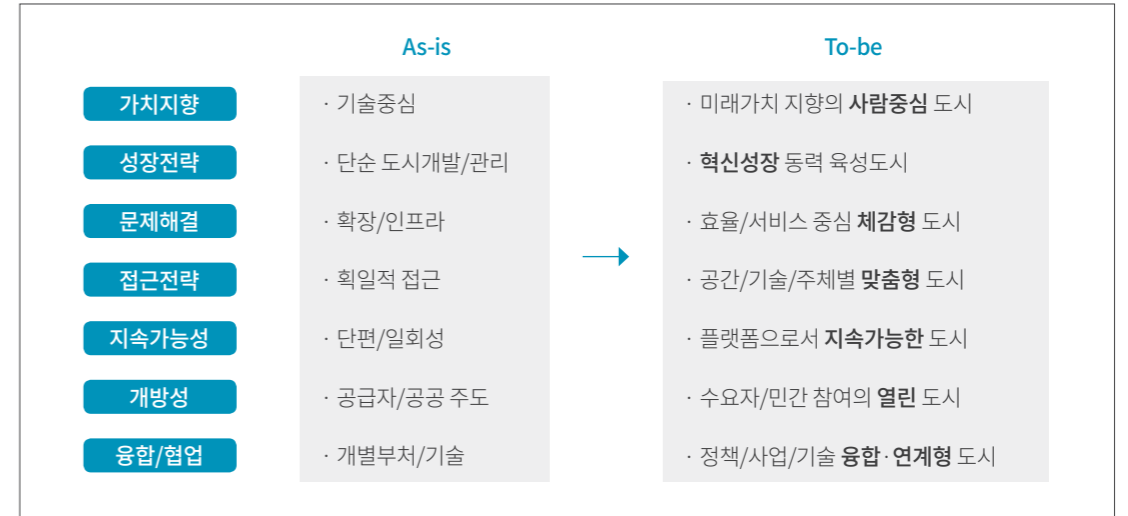 As-is To-be
가치지향 · 기술중심 · 미래가치 지향의 사람중심 도시
성장전략 · 단순 도시개발/관리 · 혁신성장 동력 육성도시
문제해결 · 확장/인프라 · 효율/서비스 중심 체감형 도시
접근전략 · 획일적 접근 · 공간/기술/주체별 맞춤형 도시
지속가능성 · 단편/일회성 · 플랫폼으로서 지속가능한 도시
개방성 · 공급자/공공 주도 · 수요자/민간 참여의 열린 도시
융합/협업 · 개별부처/기술 · 정책/사업/기술 융합·연계형 도시